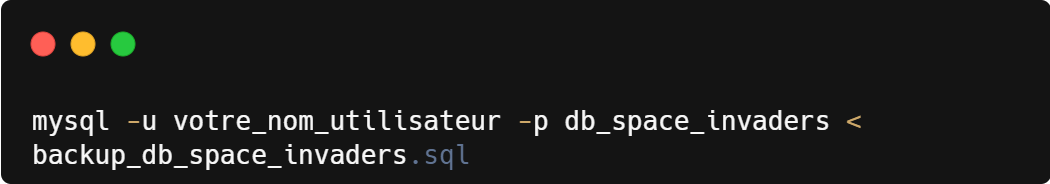 mysql -u votre_nom_utilisateur -p db_space_invaders <
backup_db_space_invaders.sql